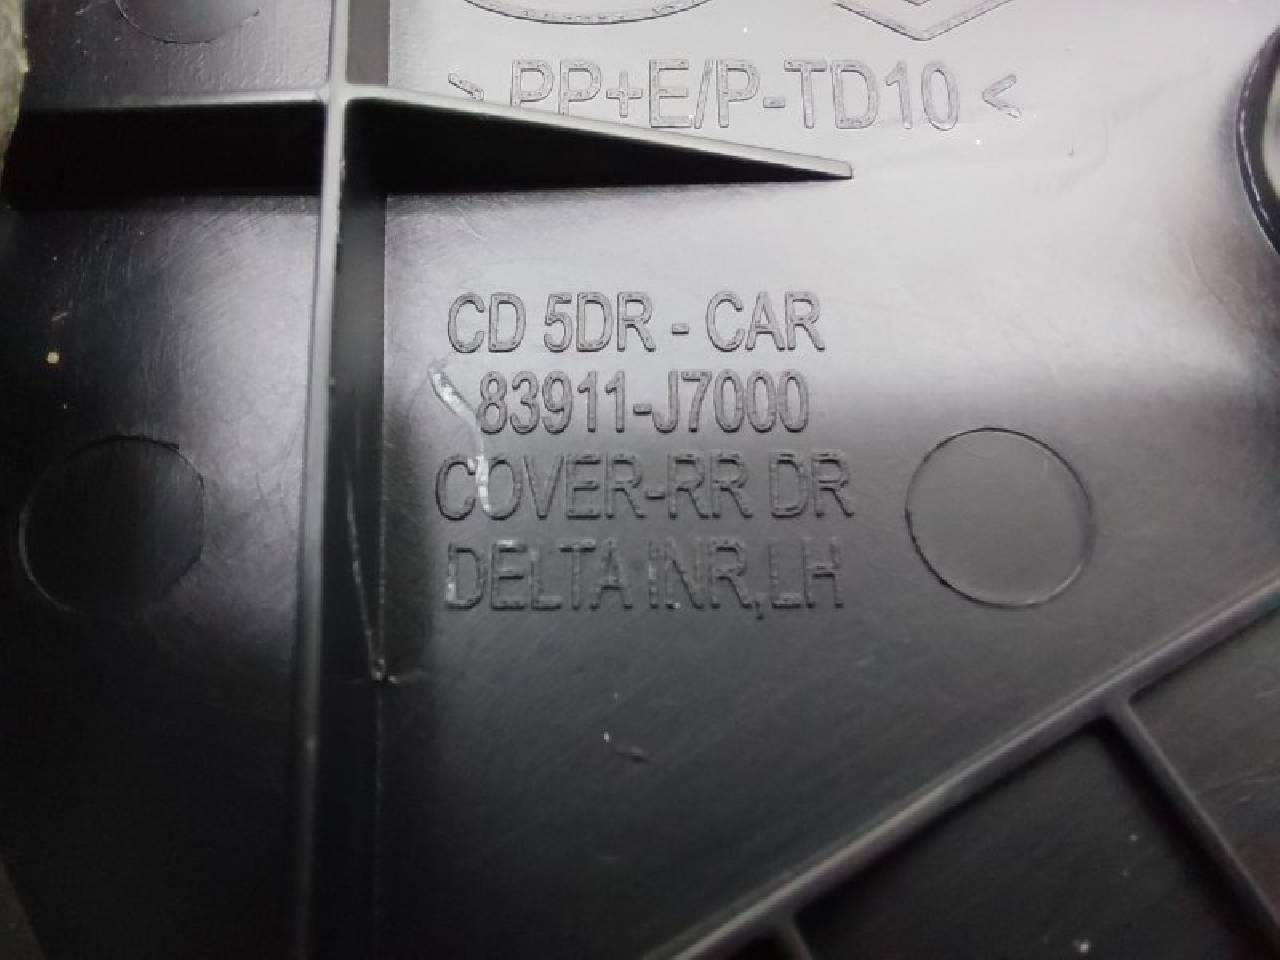 > PP+E/P-TD10 <
CD 5DR - CAR
83911-J7000
COVER-RR DR
DELTA INR,LH